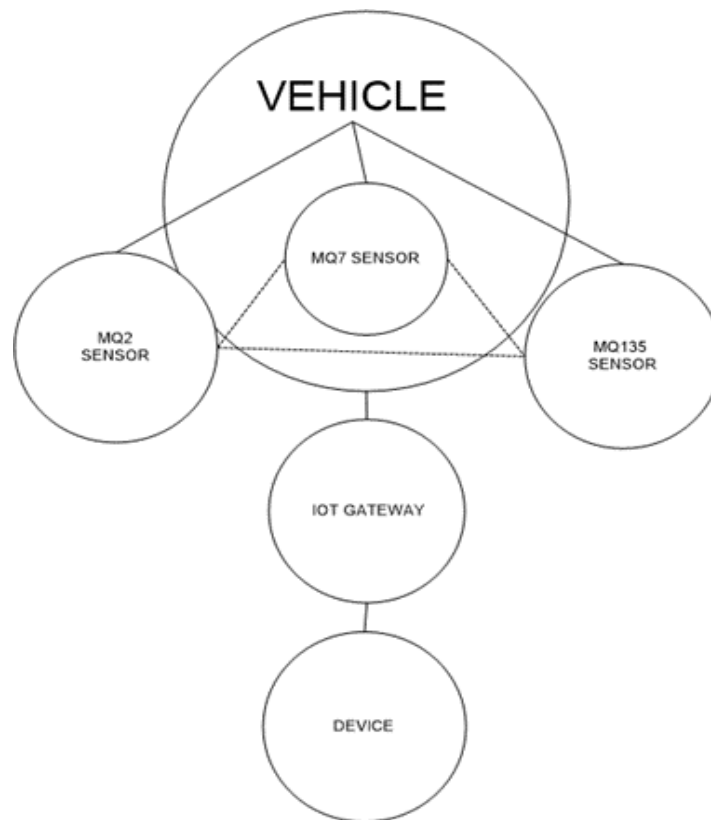 VEHICLE
MQ7 SENSOR
MQ2
SENSOR
MQ135
SENSOR
IOT GATEWAY
DEVICE